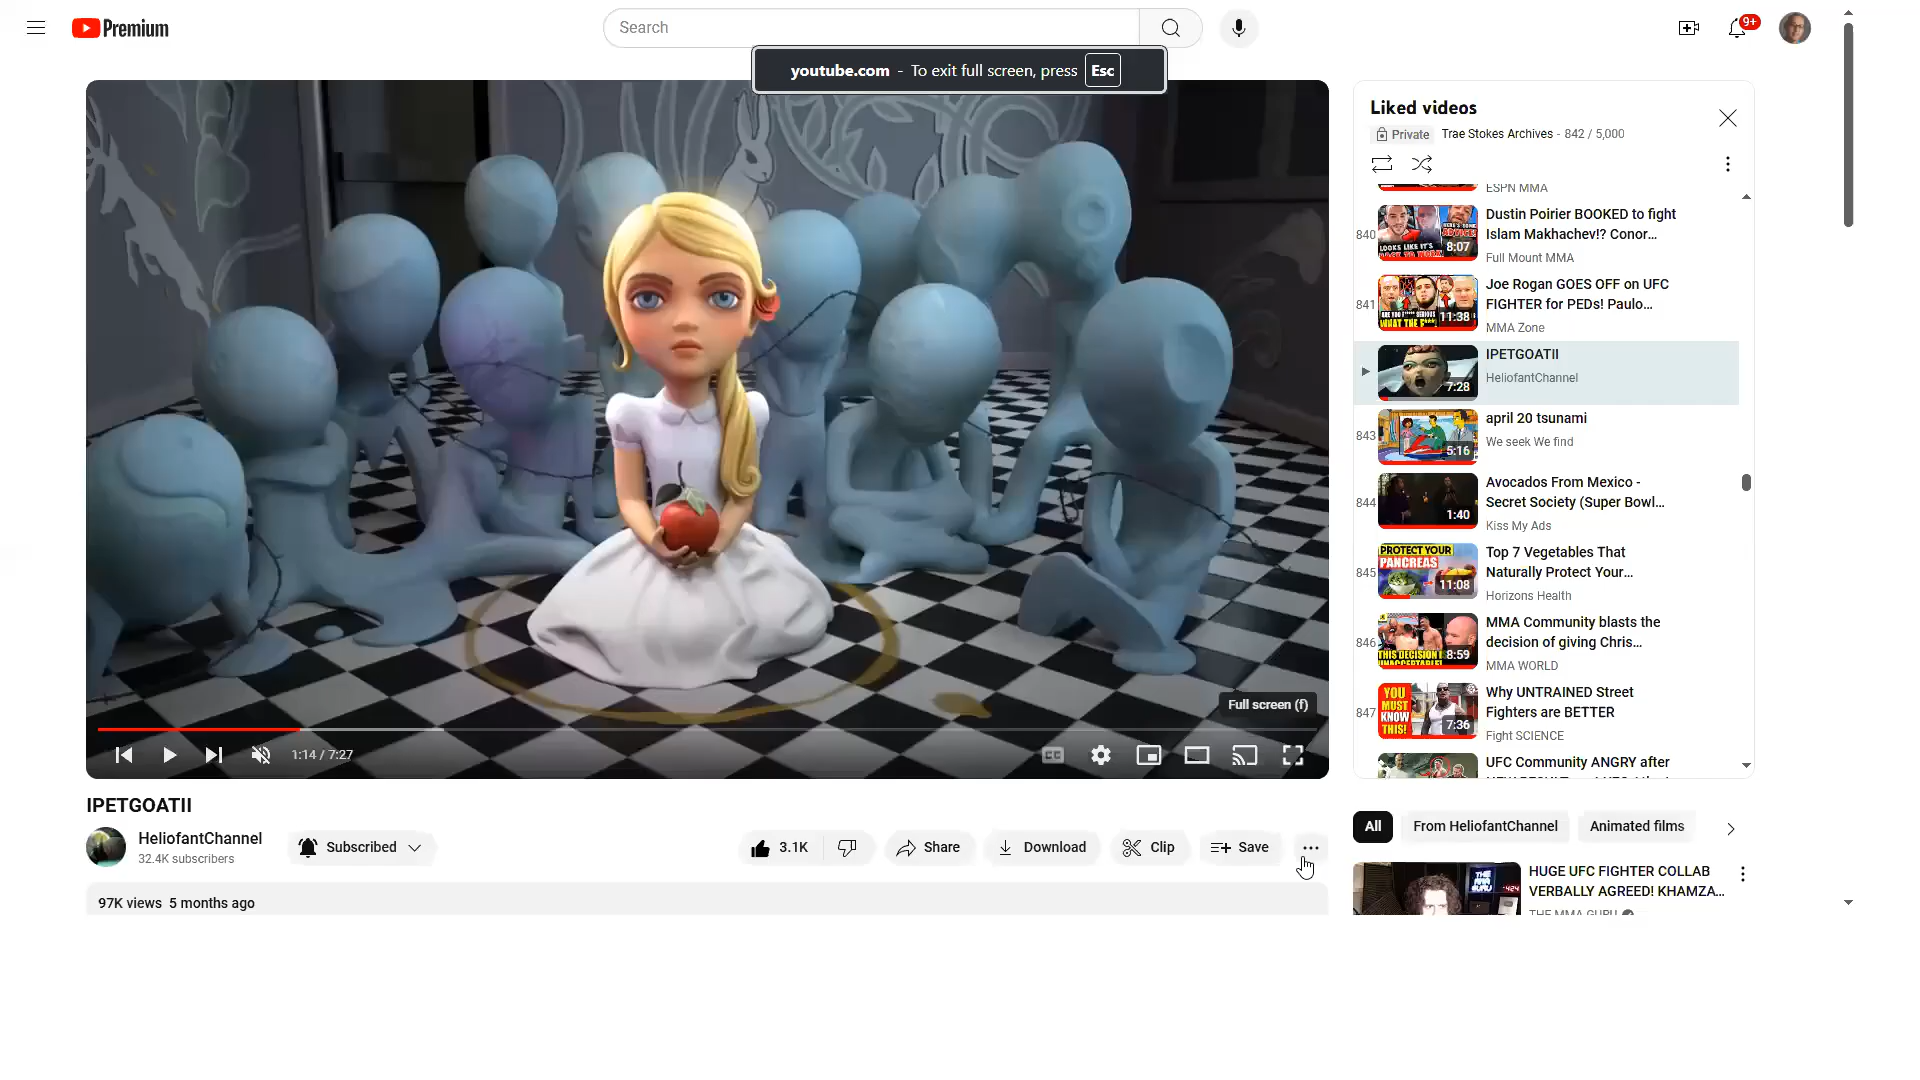 Premium
Search
9+
youtube.com - To exit full screen, press Esc
Full screen (f)
1:14 / 7:27
IPETGOATII
HeliofantChannel
32.4K subscribers
Subscribed
3.1K
Share
Download
Clip
Save
97K views 5 months ago
Liked videos
Private Trae Stokes Archives - 842 / 5,000
ESPN MMA
840
8:07
Dustin Poirier BOOKED to fight
Islam Makhachev!? Conor...
Full Mount MMA
841
11:38
Joe Rogan GOES OFF on UFC
FIGHTER for PEDs! Paulo...
MMA Zone
7:28
IPETGOATII
HeliofantChannel
843
5:16
april 20 tsunami
We seek We find
844
1:40
Avocados From Mexico -
Secret Society (Super Bowl...
Kiss My Ads
845
PROTECT YOUR
PANCREAS
11:08
Top 7 Vegetables That
Naturally Protect Your...
Horizons Health
846
8:59
MMA Community blasts the
decision of giving Chris...
MMA WORLD
847
YOU
MUST
KNOW
THIS!
7:36
Why UNTRAINED Street
Fighters are BETTER
Fight SCIENCE
UFC Community ANGRY after
All
From HeliofantChannel
Animated films
HUGE UFC FIGHTER COLLAB
VERBALLY AGREED! KHAMZA...
THE MMA GURU